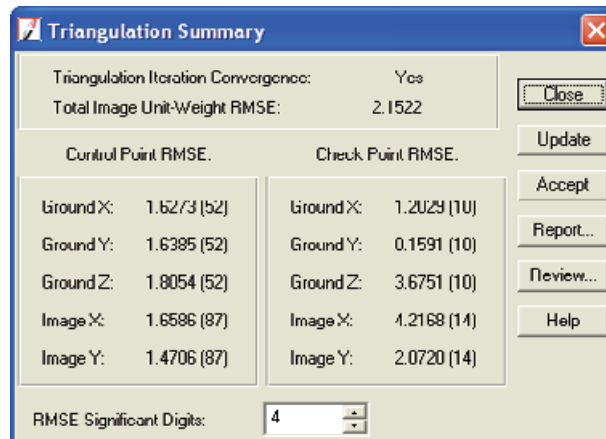 Triangulation Summary
Triangulation Iteration Convergence: Yes
Total Image Unit-Weight RMSE: 2.1522
Control Point RMSE. Check Point RMSE.
Ground X: 1.6273 (52) Ground X: 1.2029 (10)
Ground Y: 1.6385 (52) Ground Y: 0.1591 (10)
Ground Z: 1.8054 (52) Ground Z: 3.6751 (10)
Image X: 1.6586 (87) Image X: 4.2168 (14)
Image Y: 1.4706 (87) Image Y: 2.0720 (14)
RMSE Significant Digits: 4
Close
Update
Accept
Report...
Review...
Help